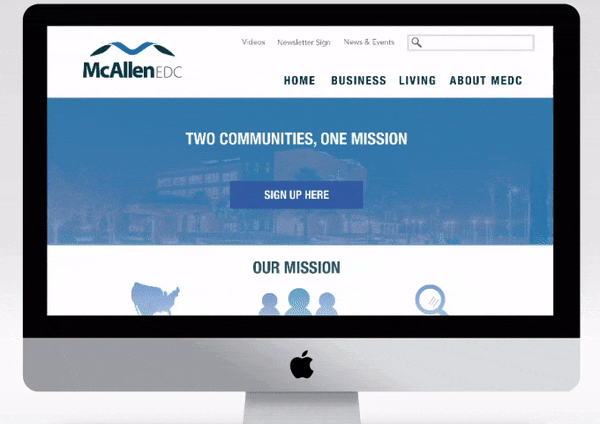 Videos Newsletter Sign News & Events
McAllenEDC
HOME BUSINESS LIVING ABOUT MEDC
TWO COMMUNITIES, ONE MISSION
SIGN UP HERE
OUR MISSION